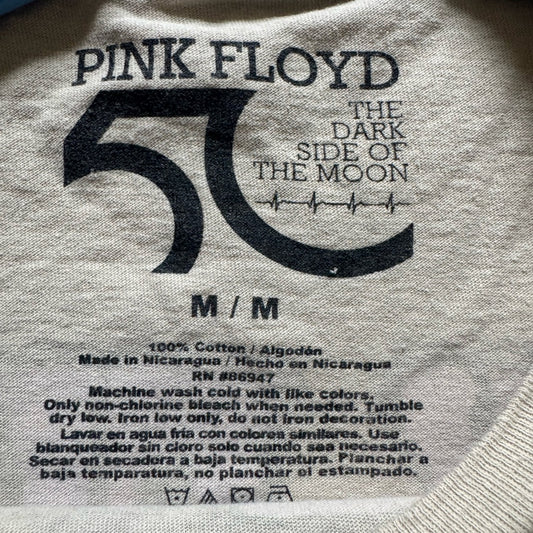 PINK FLOYD
50
THE
DARK
SIDE OF
THE MOON
M / M
100% Cotton / Algodón
Made in Nicaragua / Hecho en Nicaragua
RN #86947
Machine wash cold with like colors.
Only non-chlorine bleach when needed. Tumble
dry low. Iron low only, do not iron decoration.
Lavar en agua fría con colores similares. Use
blanqueador sin cloro solo cuando sea necesario.
Secar en secadora a baja temperatura. Planchar a
baja temparatura, no planchar el estampado.